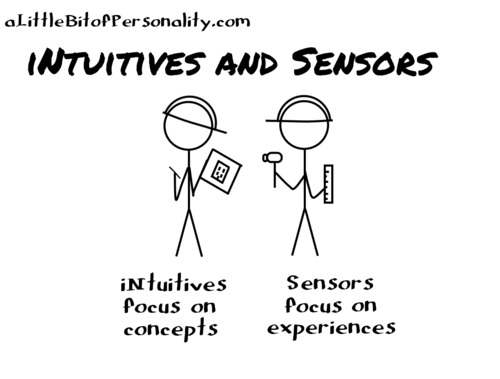 aLittleBitofPersonality.com
iNtuitives and Sensors
iNtuitives
focus on
concepts
Sensors
focus on
experiences